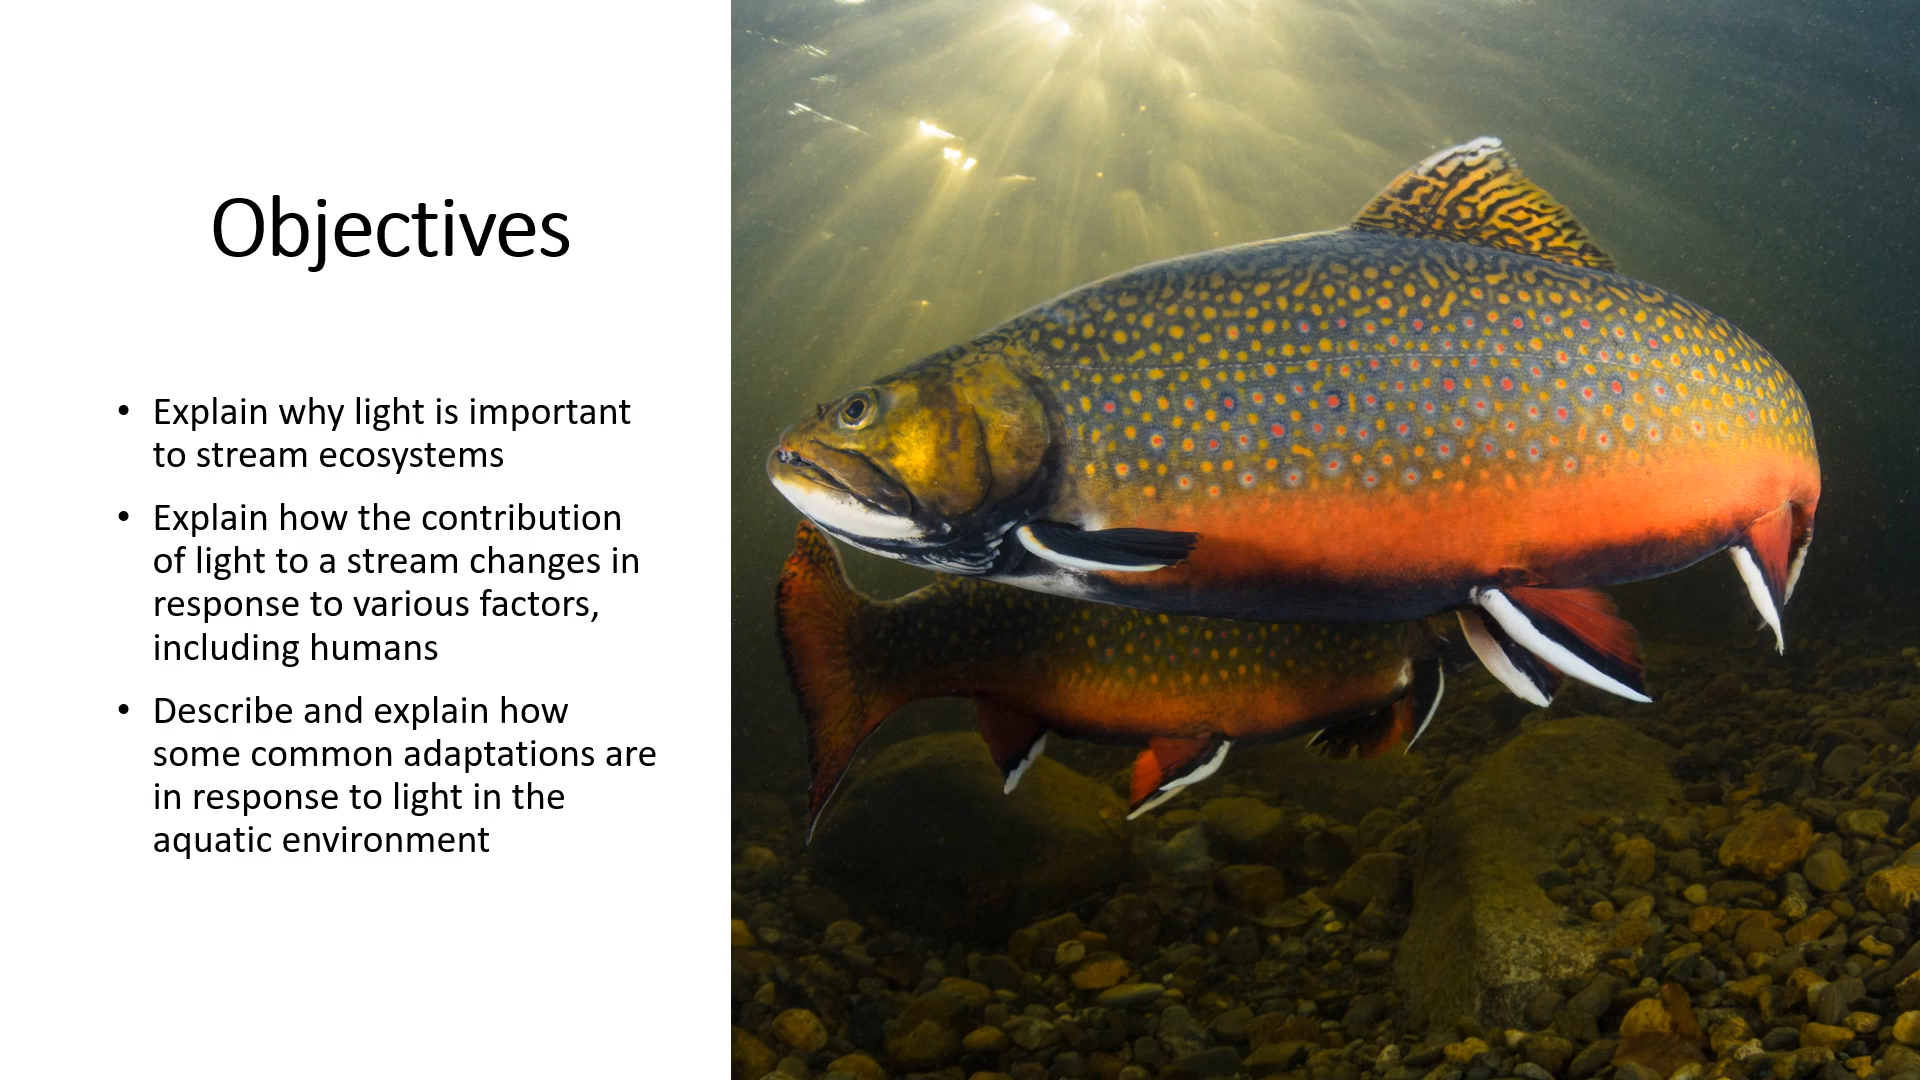 Objectives
• Explain why light is important
to stream ecosystems
• Explain how the contribution
of light to a stream changes in
response to various factors,
including humans
• Describe and explain how
some common adaptations are
in response to light in the
aquatic environment